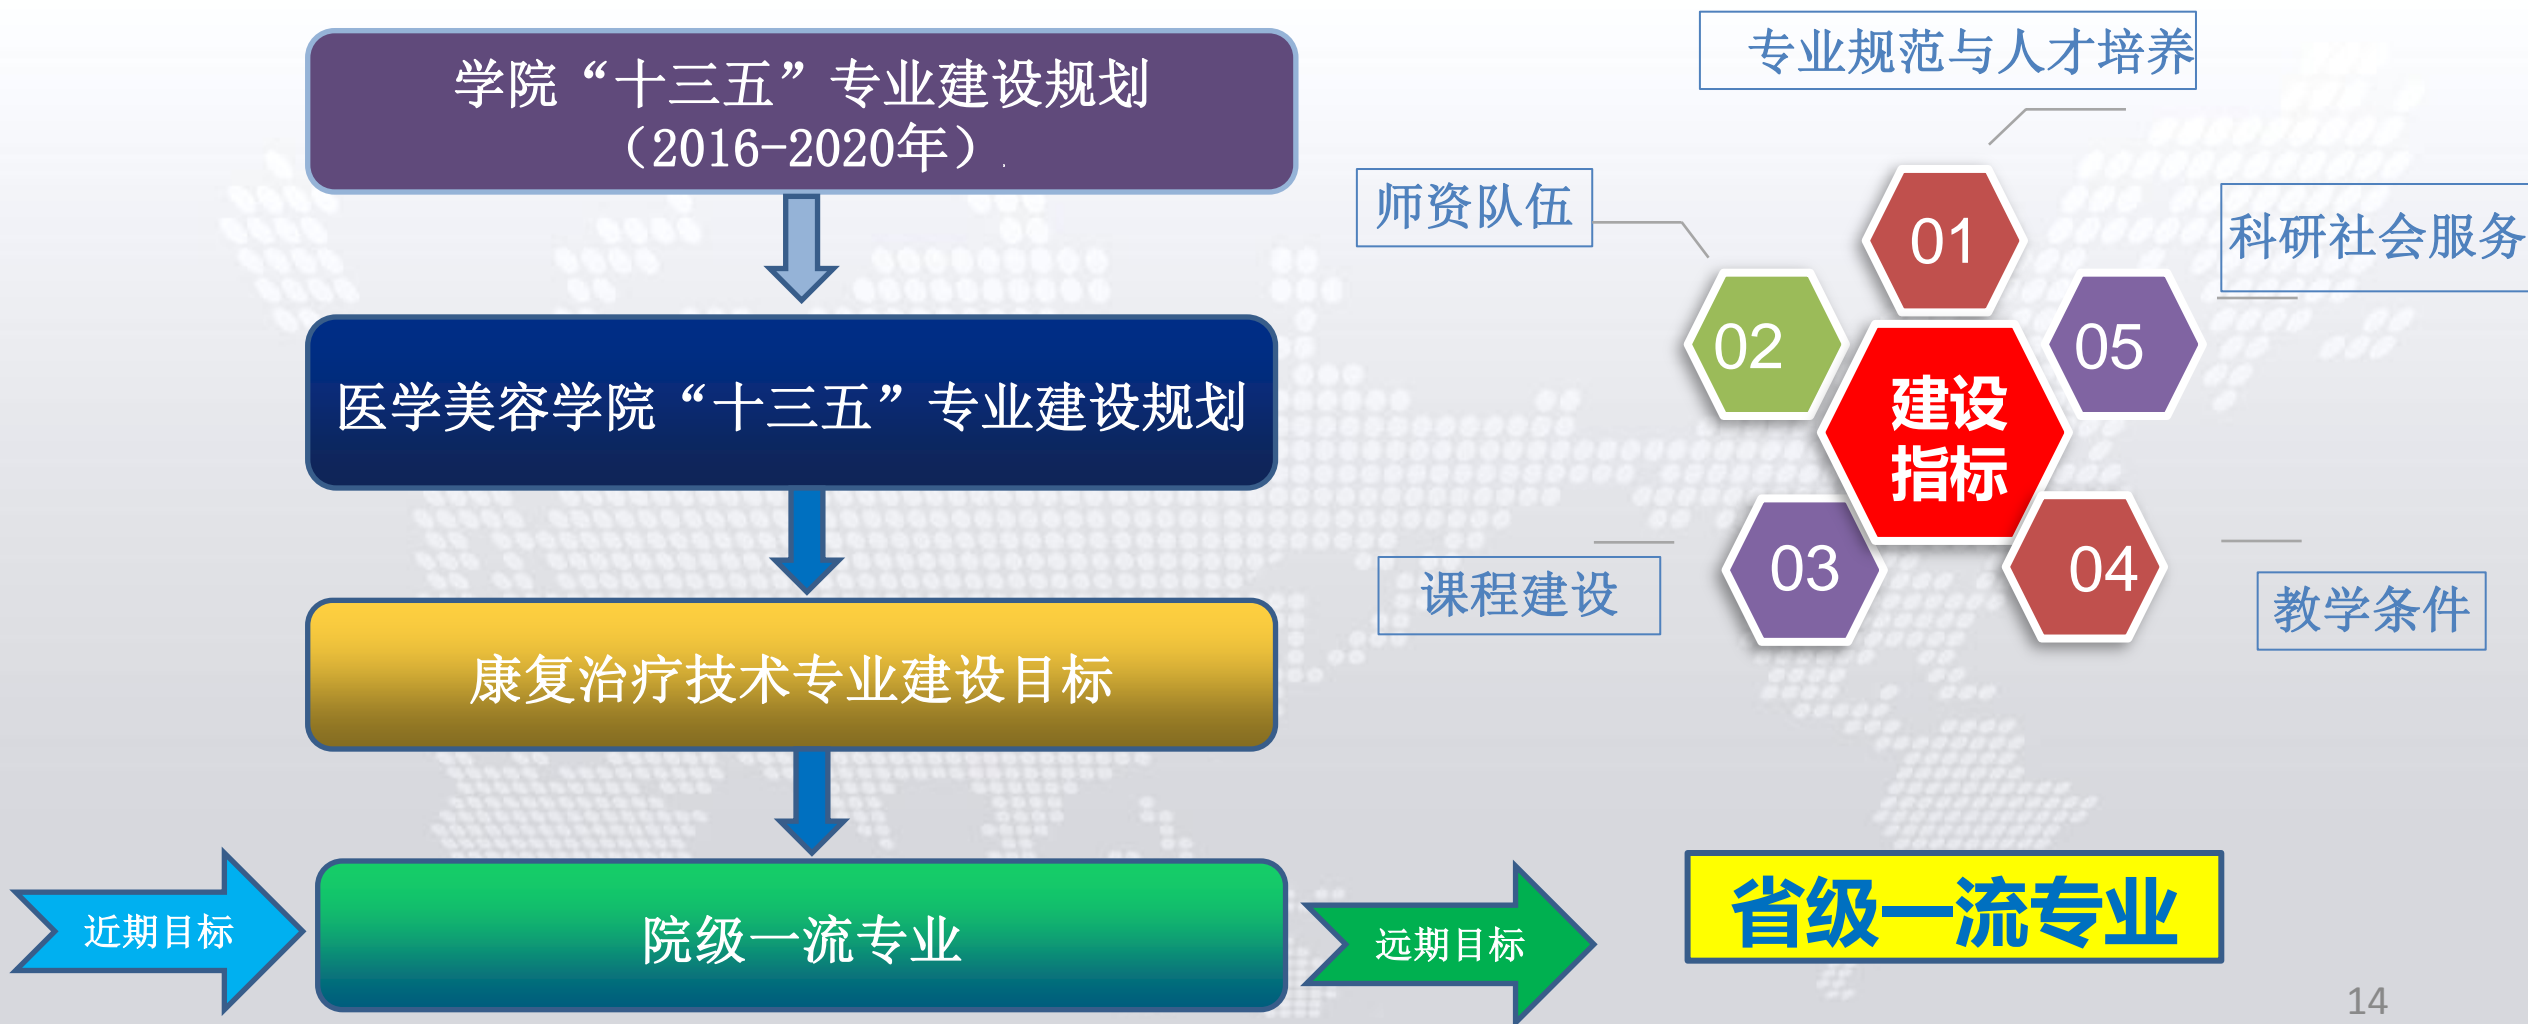 学院“十三五”专业建设规划
（2016-2020年）.
医学美容学院“十三五”专业建设规划
康复治疗技术专业建设目标
近期目标
院级一流专业
远期目标
省级一流专业
专业规范与人才培养
师资队伍
科研社会服务
01
02
05
建设
指标
03
04
课程建设
教学条件
14